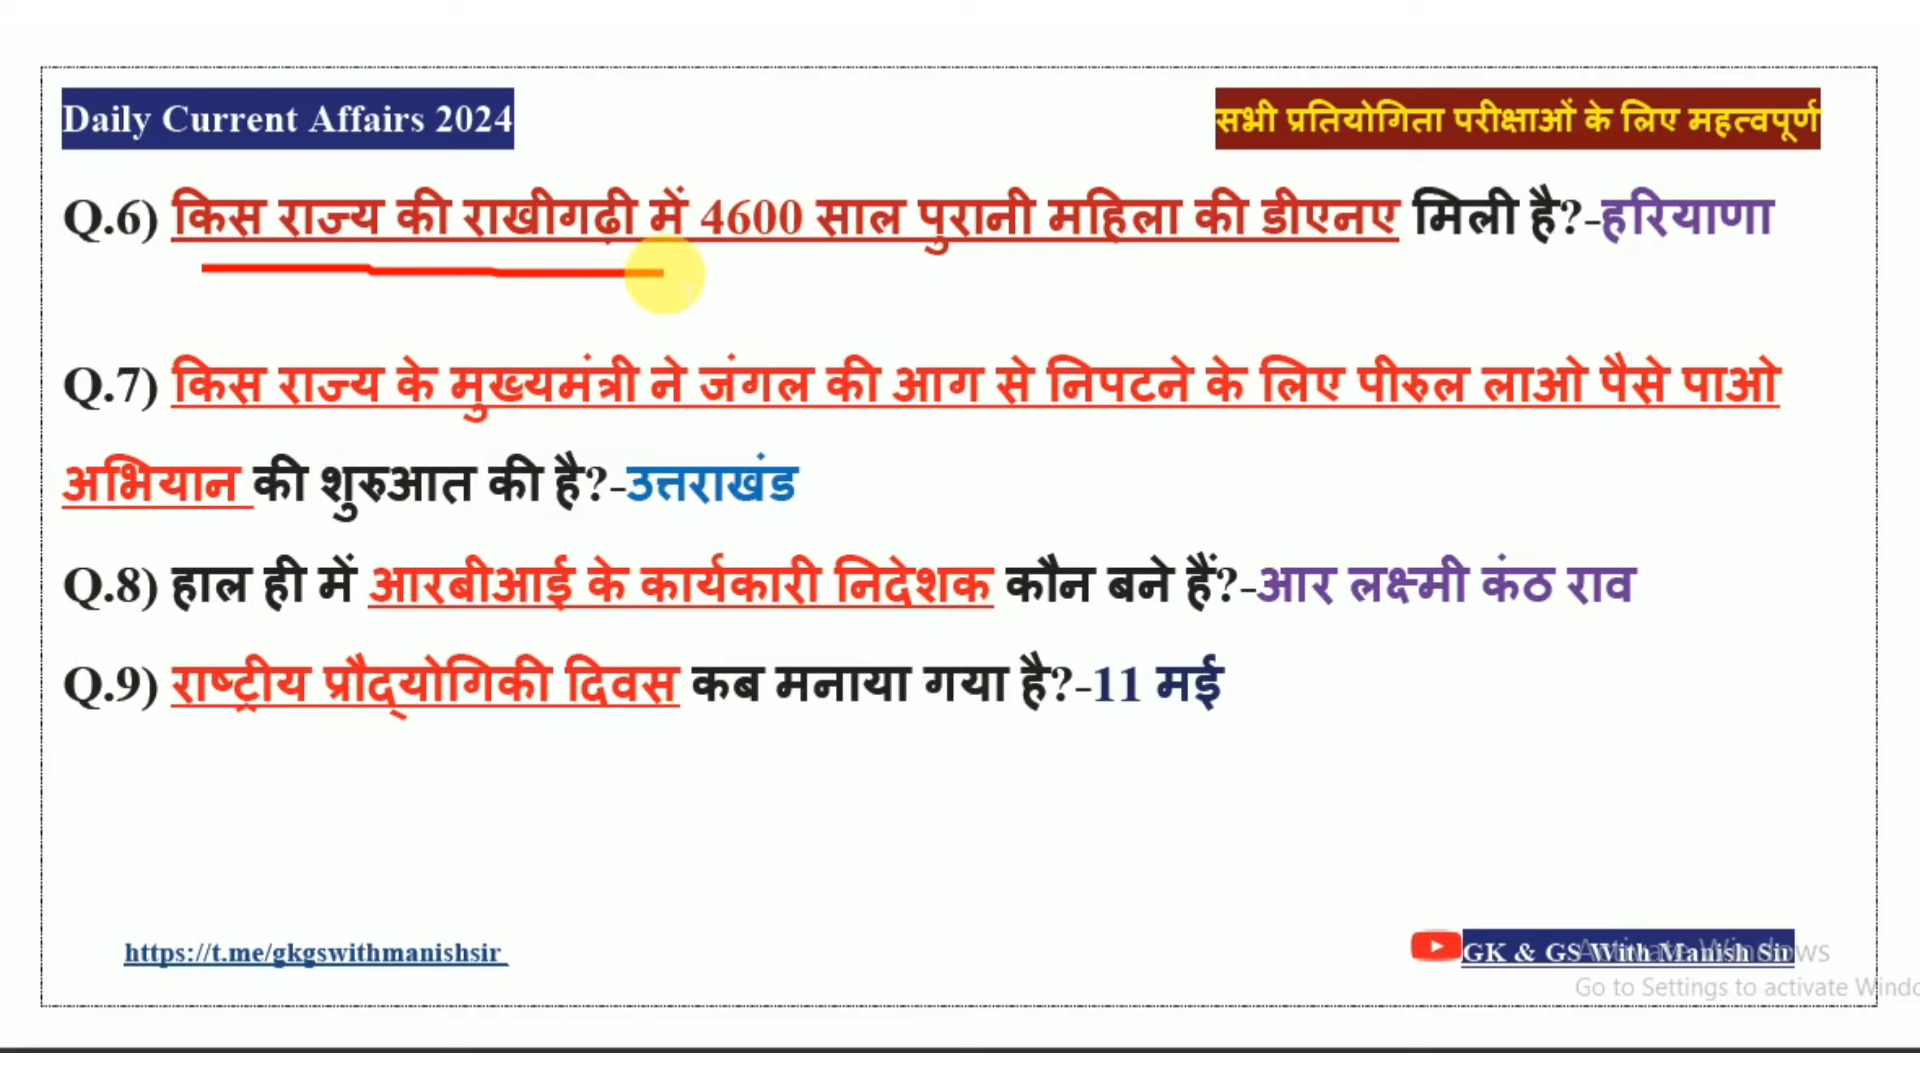 Daily Current Affairs 2024
सभी प्रतियोगिता परीक्षाओं के लिए महत्वपूर्ण
Q.6) किस राज्य की राखीगढ़ी में 4600 साल पुरानी महिला की डीएनए मिली है?-हरियाणा
Q.7) किस राज्य के मुख्यमंत्री ने जंगल की आग से निपटने के लिए पीरुल लाओ पैसे पाओ
अभियान की शुरुआत की है?-उत्तराखंड
Q.8) हाल ही में आरबीआई के कार्यकारी निदेशक कौन बने हैं?-आर लक्ष्मी कंठ राव
Q.9) राष्ट्रीय प्रौद्योगिकी दिवस कब मनाया गया है?-11 मई
https://t.me/gkgswithmanishsir
GK & GS With Manish Sir
Activate Windows
Go to Settings to activate Windo